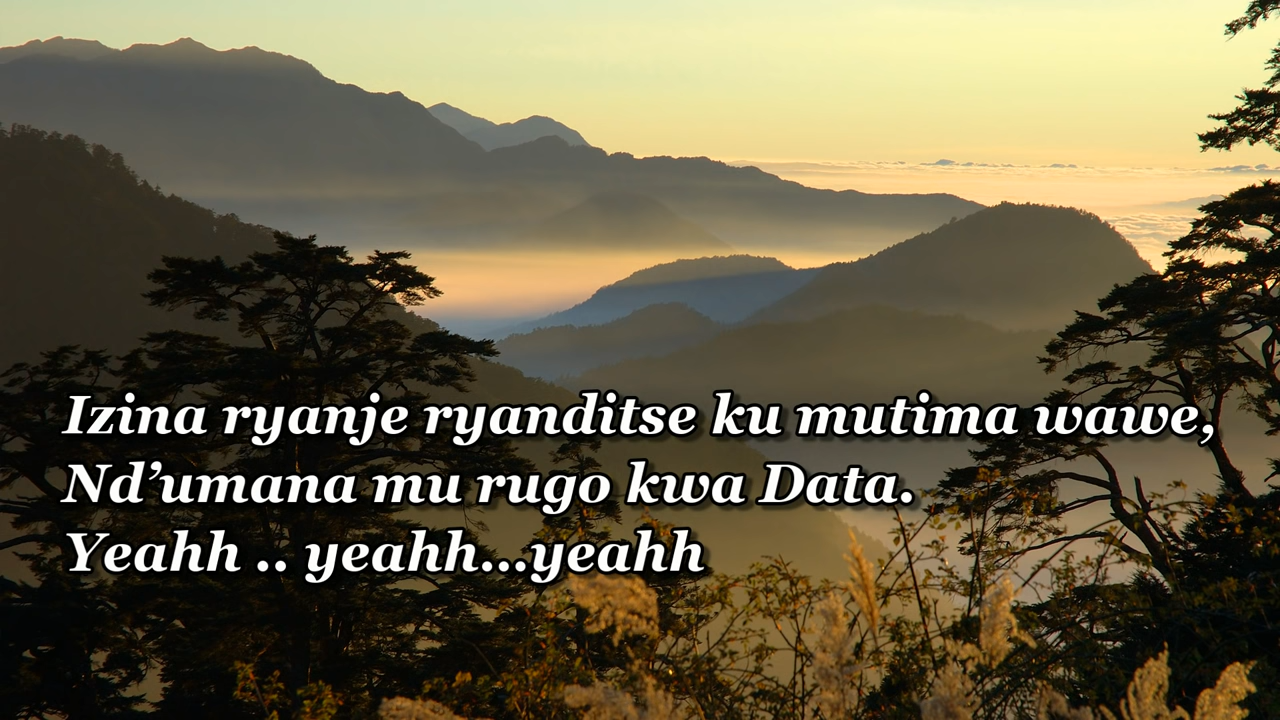 Izina ryanje ryanditse ku mutima wawe,
Nd’umana mu rugo kwa Data.
Yeahh .. yeahh...yeahh